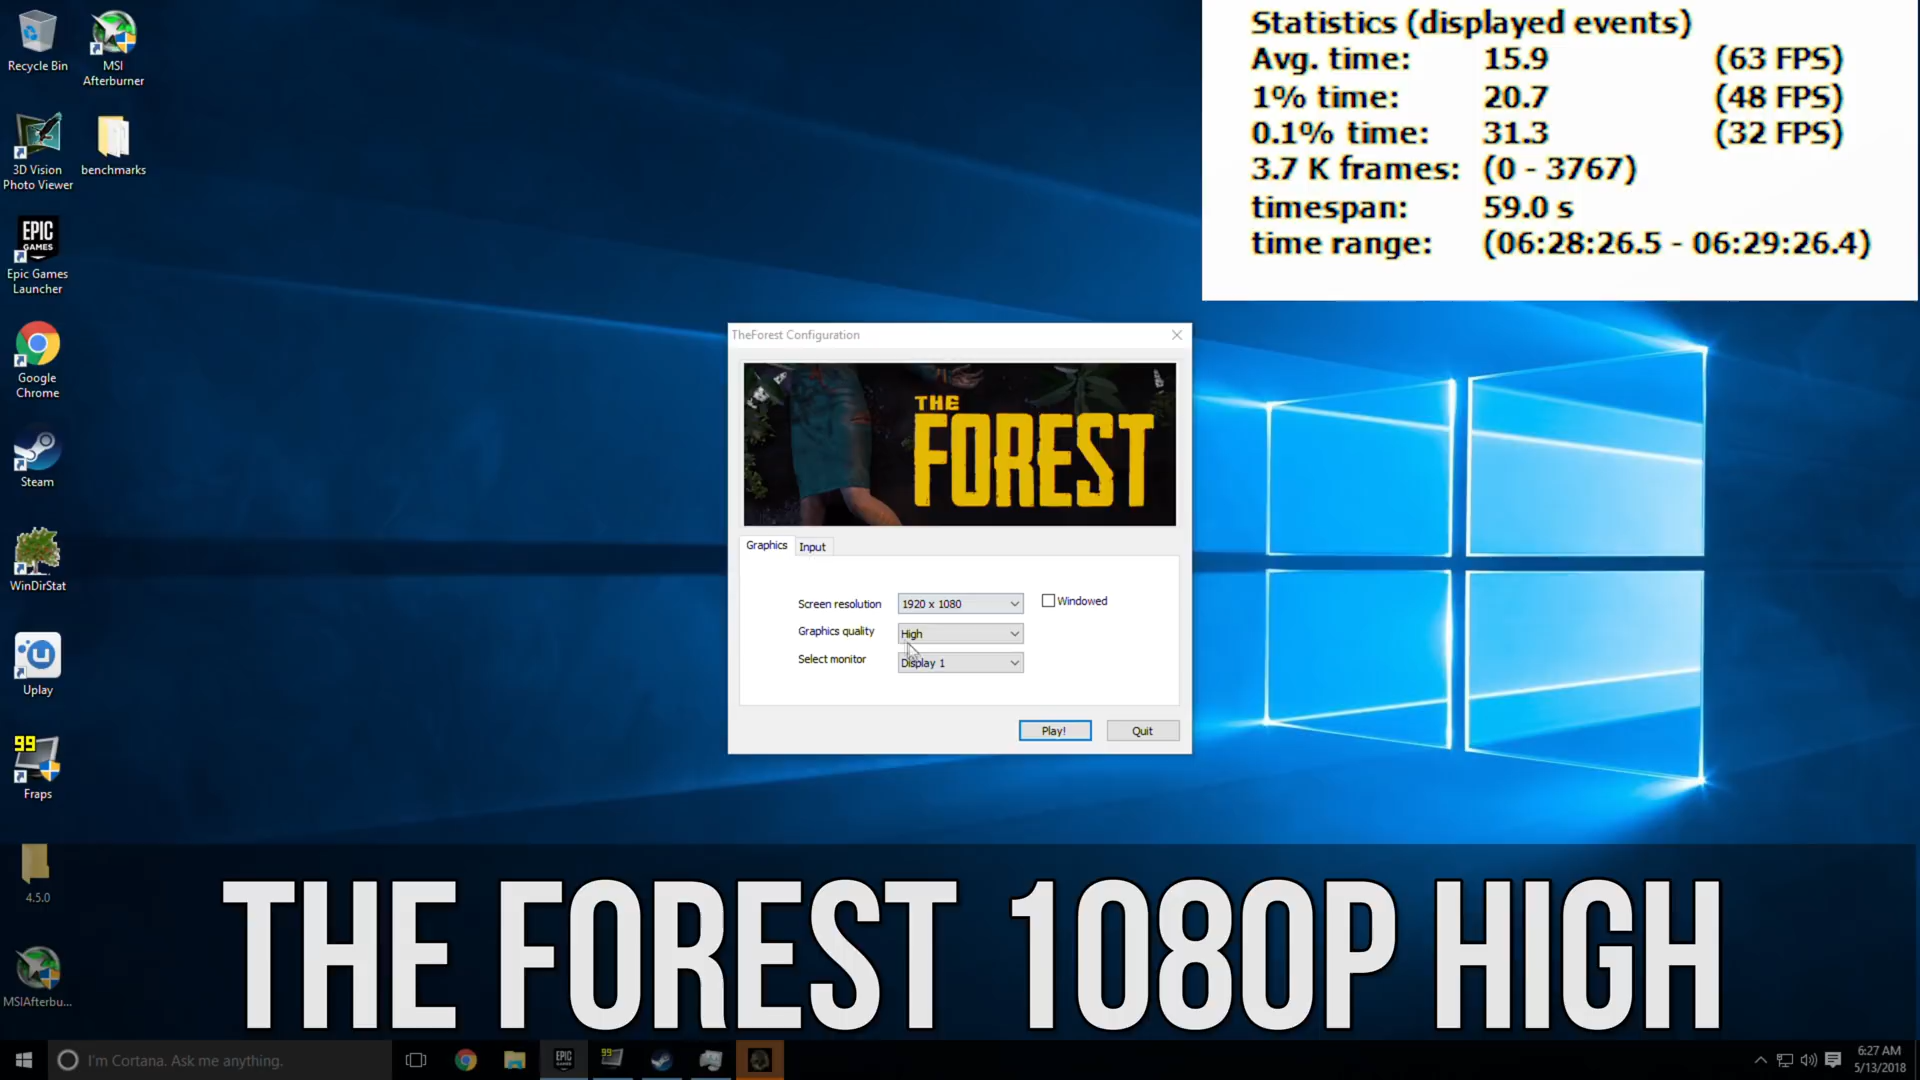 Recycle Bin
MSI
Afterburner
3D Vision
Photo Viewer
benchmarks
EPIC
GAMES
Epic Games
Launcher
Google
Chrome
Steam
WinDirStat
Uplay
99
Fraps
4.5.0
MSIAfterbu...
Statistics (displayed events)
Avg. time: 15.9 (63 FPS)
1% time: 20.7 (48 FPS)
0.1% time: 31.3 (32 FPS)
3.7 K frames: (0 - 3767)
timespan: 59.0 s
time range: (06:28:26.5 - 06:29:26.4)
TheForest Configuration
THE
FOREST
Graphics Input
Screen resolution 1920 x 1080 Windowed
Graphics quality High
Select monitor Display 1
Play! Quit
THE FOREST 1080P HIGH
I'm Cortana. Ask me anything.
EPIC
GAMES
99
6:27 AM
5/13/2018